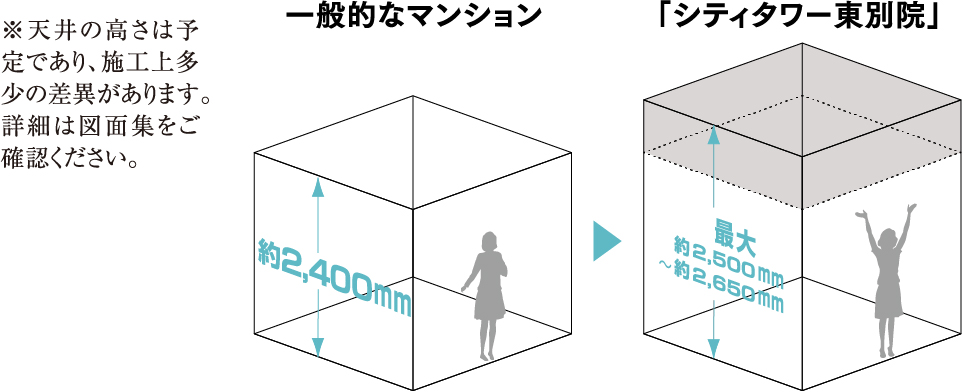 ※天井の高さは予
定であり、施工上多
少の差異があります。
詳細は図面集をご
確認ください。
一般的なマンション
約2,400mm
「シティタワー東別院」
最大
約2,500mm
～約2,650mm